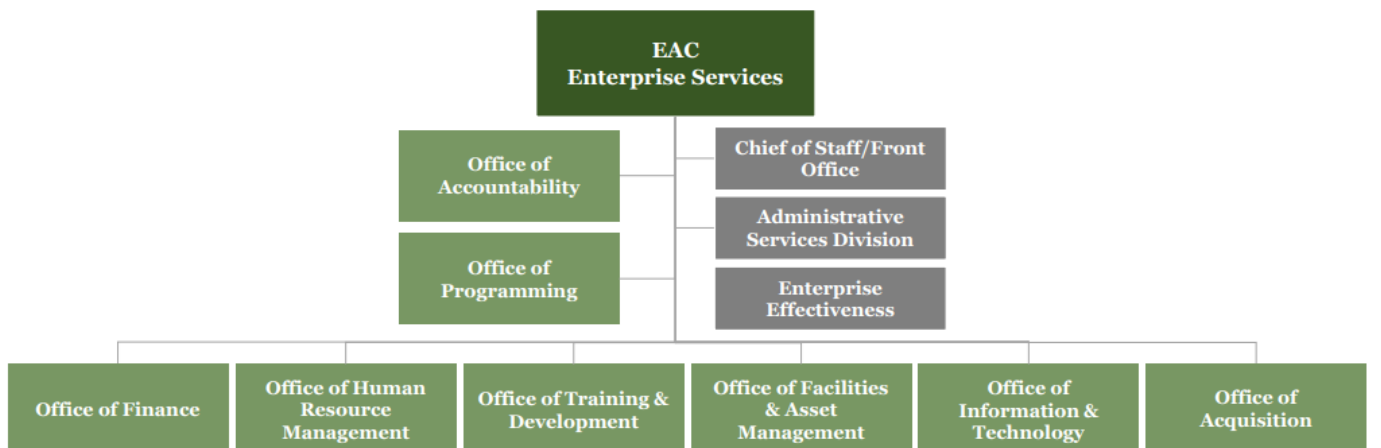 EAC
Enterprise Services
Office of
Accountability
Chief of Staff/Front
Office
Administrative
Services Division
Office of
Programming
Enterprise
Effectiveness
Office of Finance
Office of Human
Resource
Management
Office of Training &
Development
Office of Facilities
& Asset
Management
Office of
Information &
Technology
Office of
Acquisition